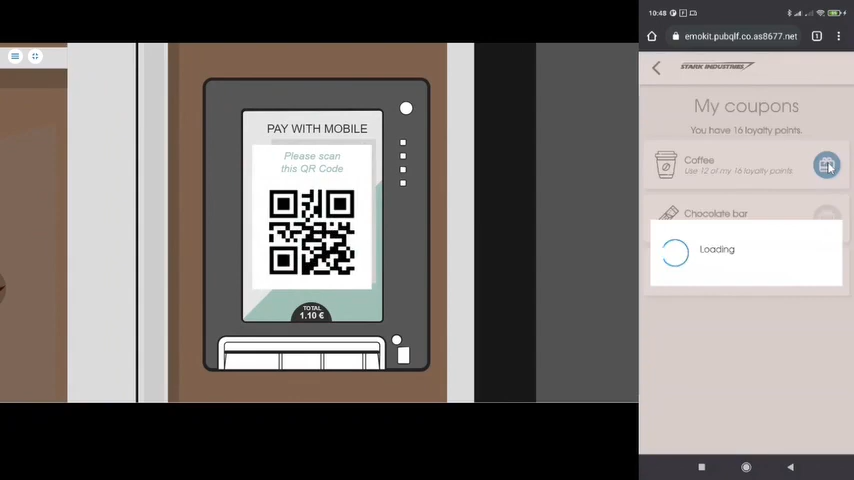 PAY WITH MOBILE
Please scan
this QR Code
TOTAL
1.10 €
10:48
emokit.pubqlf.co.as8677.net
1
STARK INDUSTRIES
My coupons
You have 16 loyalty points.
Coffee
Use 12 of my 16 loyalty points
Chocolate bar
Loading